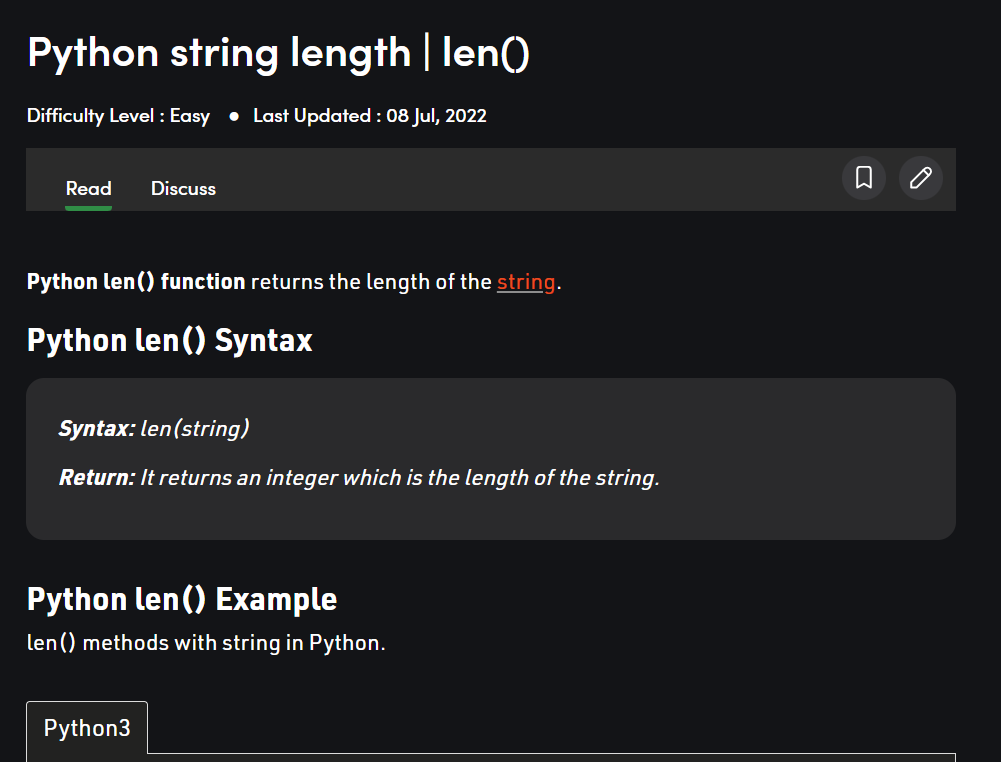 Python string length | len()
Difficulty Level : Easy ● Last Updated : 08 Jul, 2022
Read Discuss
Python len() function returns the length of the string.
Python len() Syntax
Syntax: len(string)
Return: It returns an integer which is the length of the string.
Python len() Example
len() methods with string in Python.
Python3